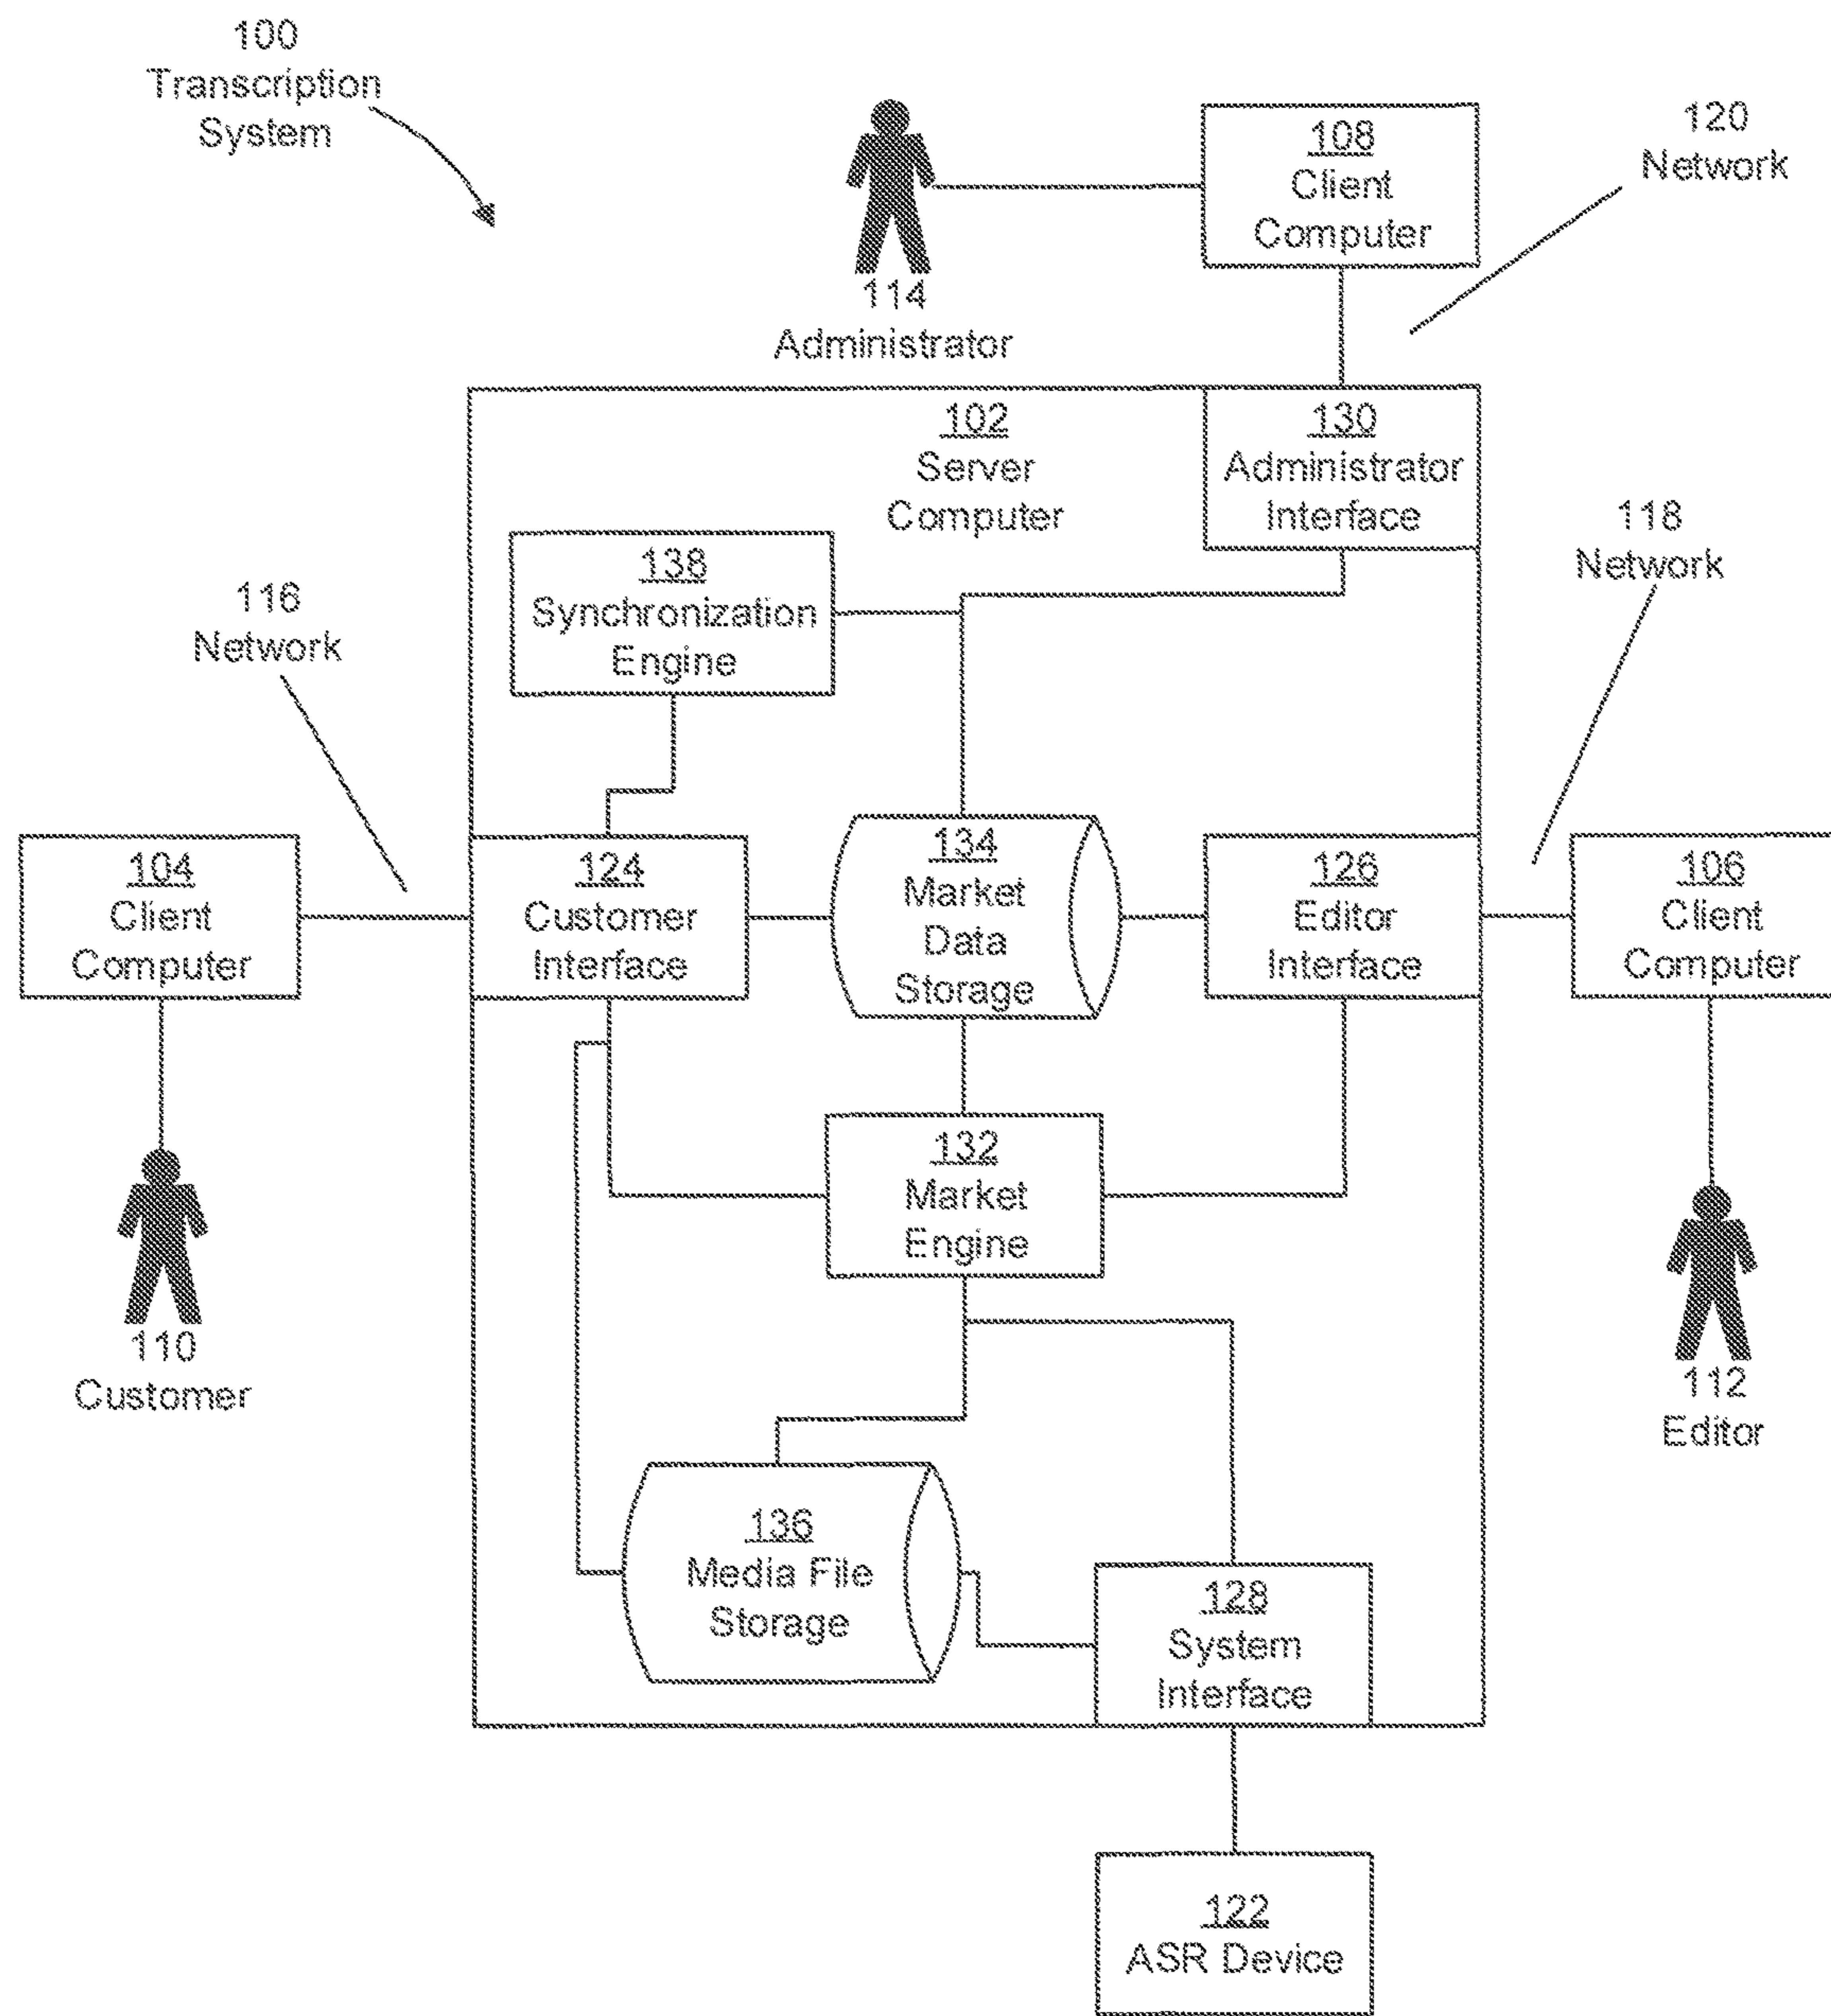 100
Transcription
System
108
Client
Computer
120
Network
114
Administrator
102
Server
Computer
130
Administrator
Interface
138
Synchronization
Engine
116
Network
118
Network
104
Client
Computer
124
Customer
Interface
134
Market
Data
Storage
126
Editor
Interface
106
Client
Computer
132
Market
Engine
110
Customer
112
Editor
136
Media File
Storage
128
System
Interface
122
ASR Device